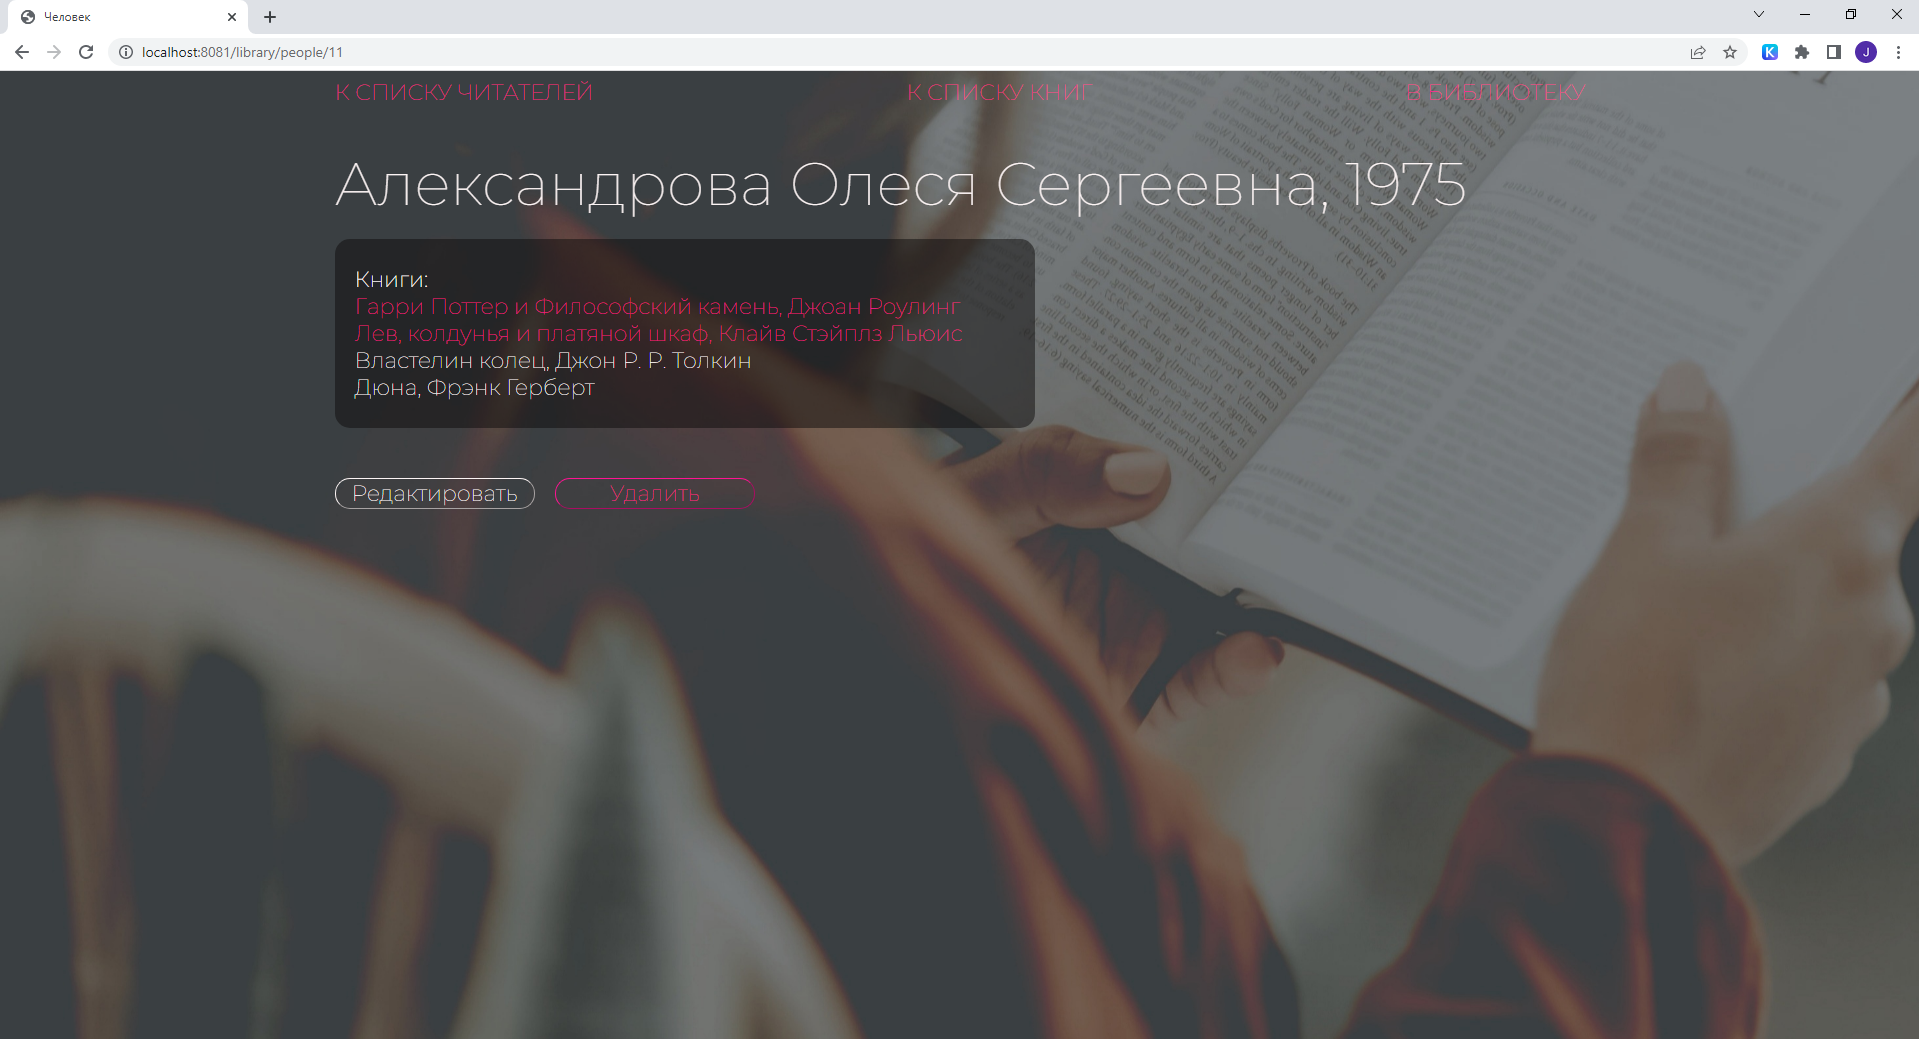 Человек
localhost:8081/library/people/11
J
К СПИСКУ ЧИТАТЕЛЕЙ
К СПИСКУ КНИГ
В БИБЛИОТЕКУ
Александрова Олеся Сергеевна, 1975
Книги:
Гарри Поттер и Философский камень, Джоан Роулинг
Лев, колдунья и платяной шкаф, Клайв Стэйплз Льюис
Властелин колец, Джон Р. Р. Толкин
Дюна, Фрэнк Герберт
Редактировать
Удалить